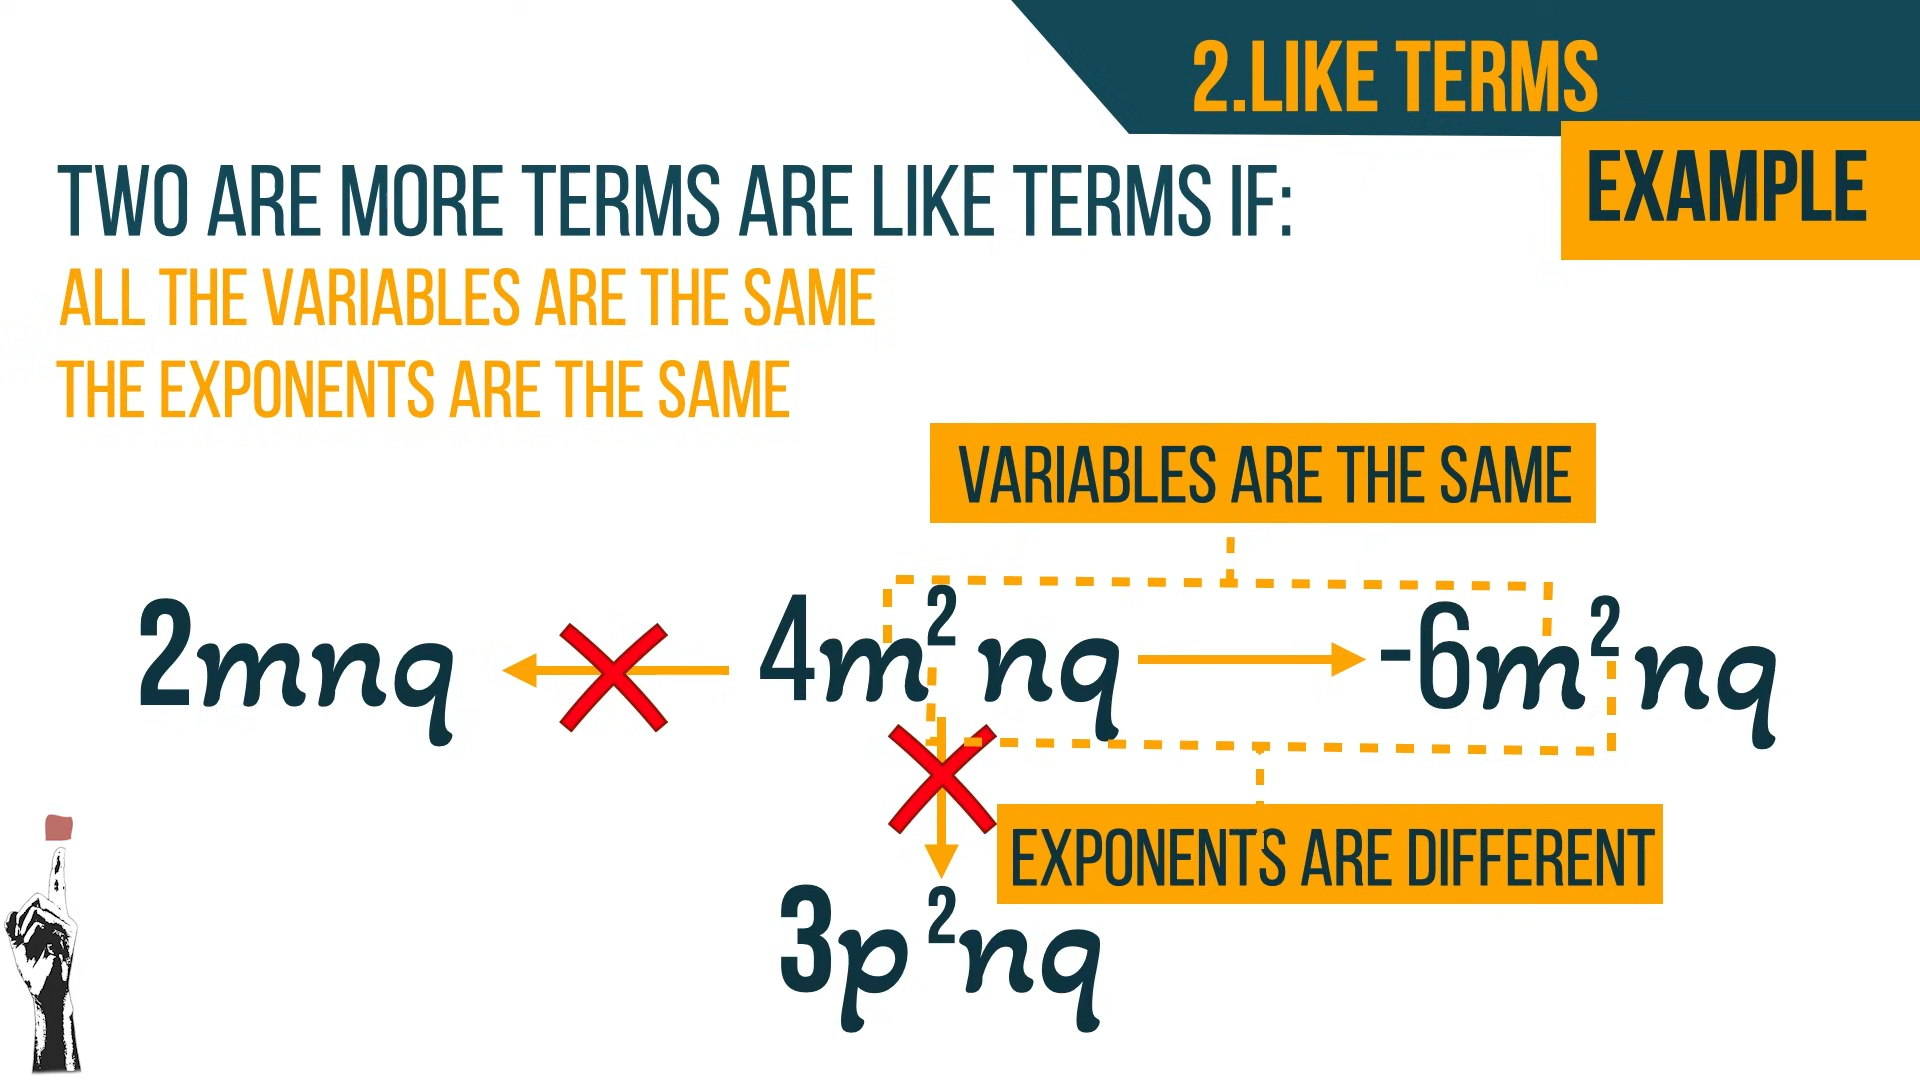 2.LIKE TERMS
EXAMPLE
TWO ARE MORE TERMS ARE LIKE TERMS IF:
ALL THE VARIABLES ARE THE SAME
THE EXPONENTS ARE THE SAME
VARIABLES ARE THE SAME
2mnq 4m²nq -6m²nq
EXPONENTS ARE DIFFERENT
3p²nq